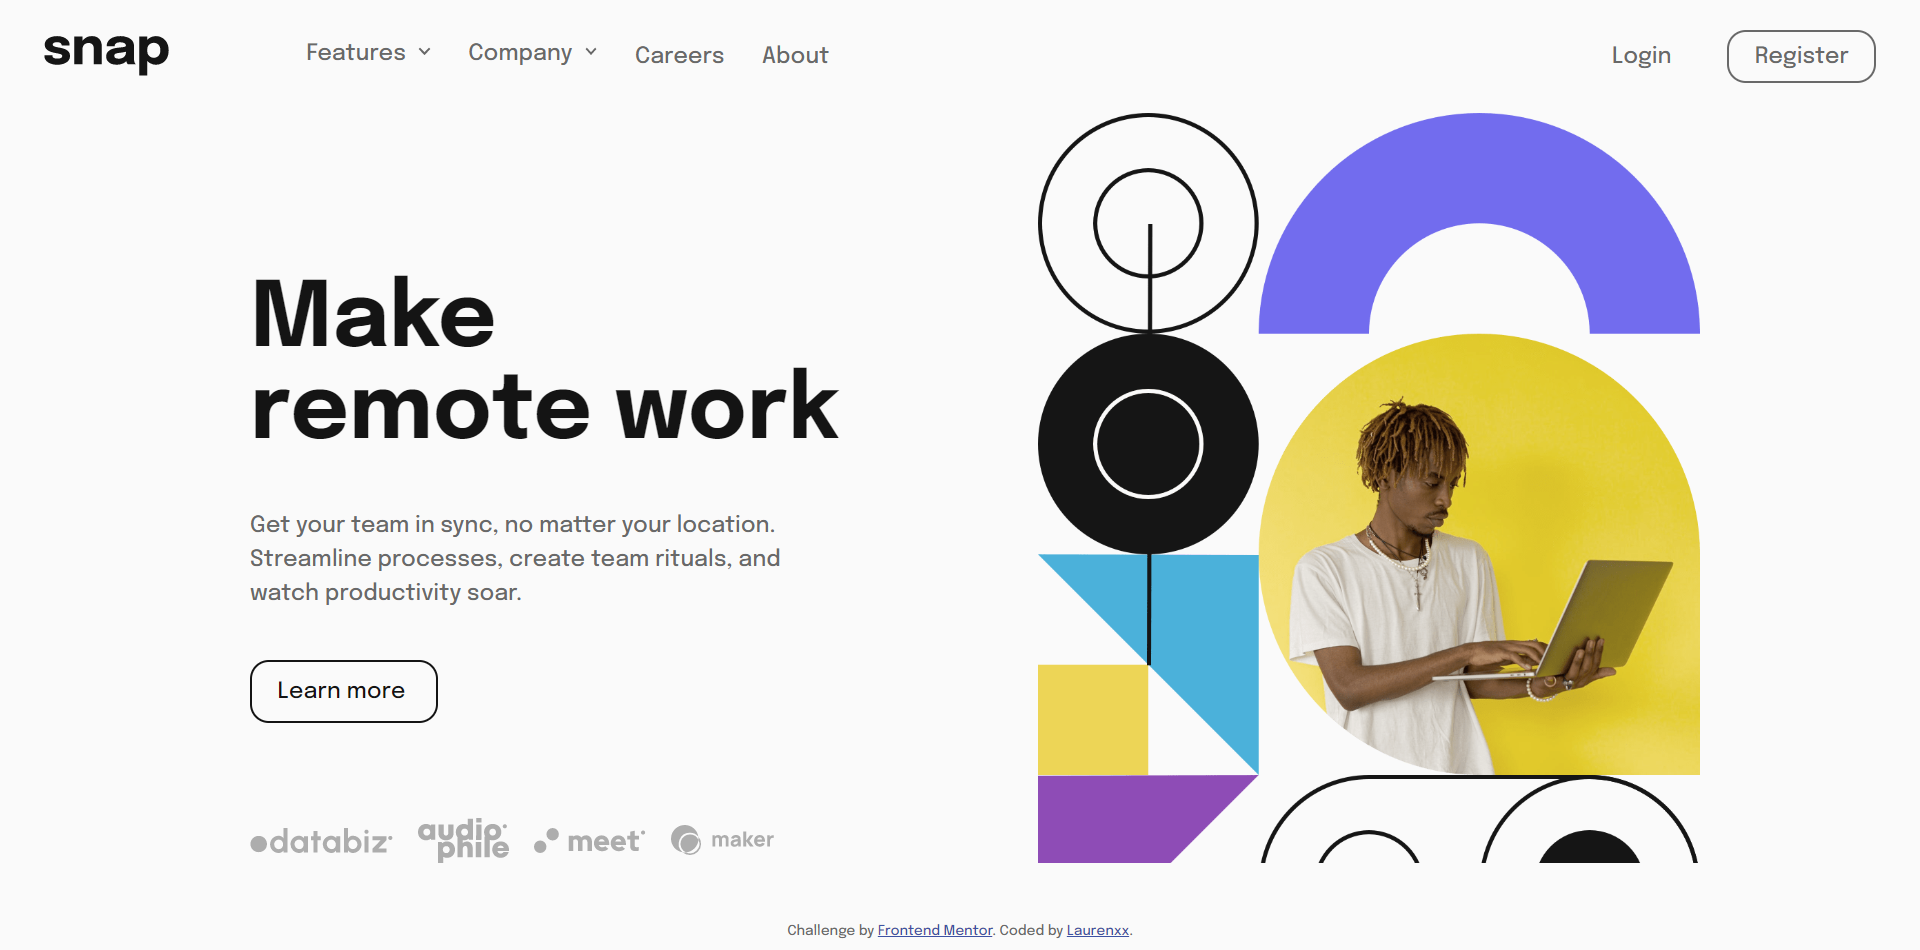 snap
Features
Company
Careers
About
Login
Register
Make
remote work
Get your team in sync, no matter your location.
Streamline processes, create team rituals, and
watch productivity soar.
Learn more
databiz
audio
phile
meet
maker
Challenge by Frontend Mentor. Coded by Laurenxx.